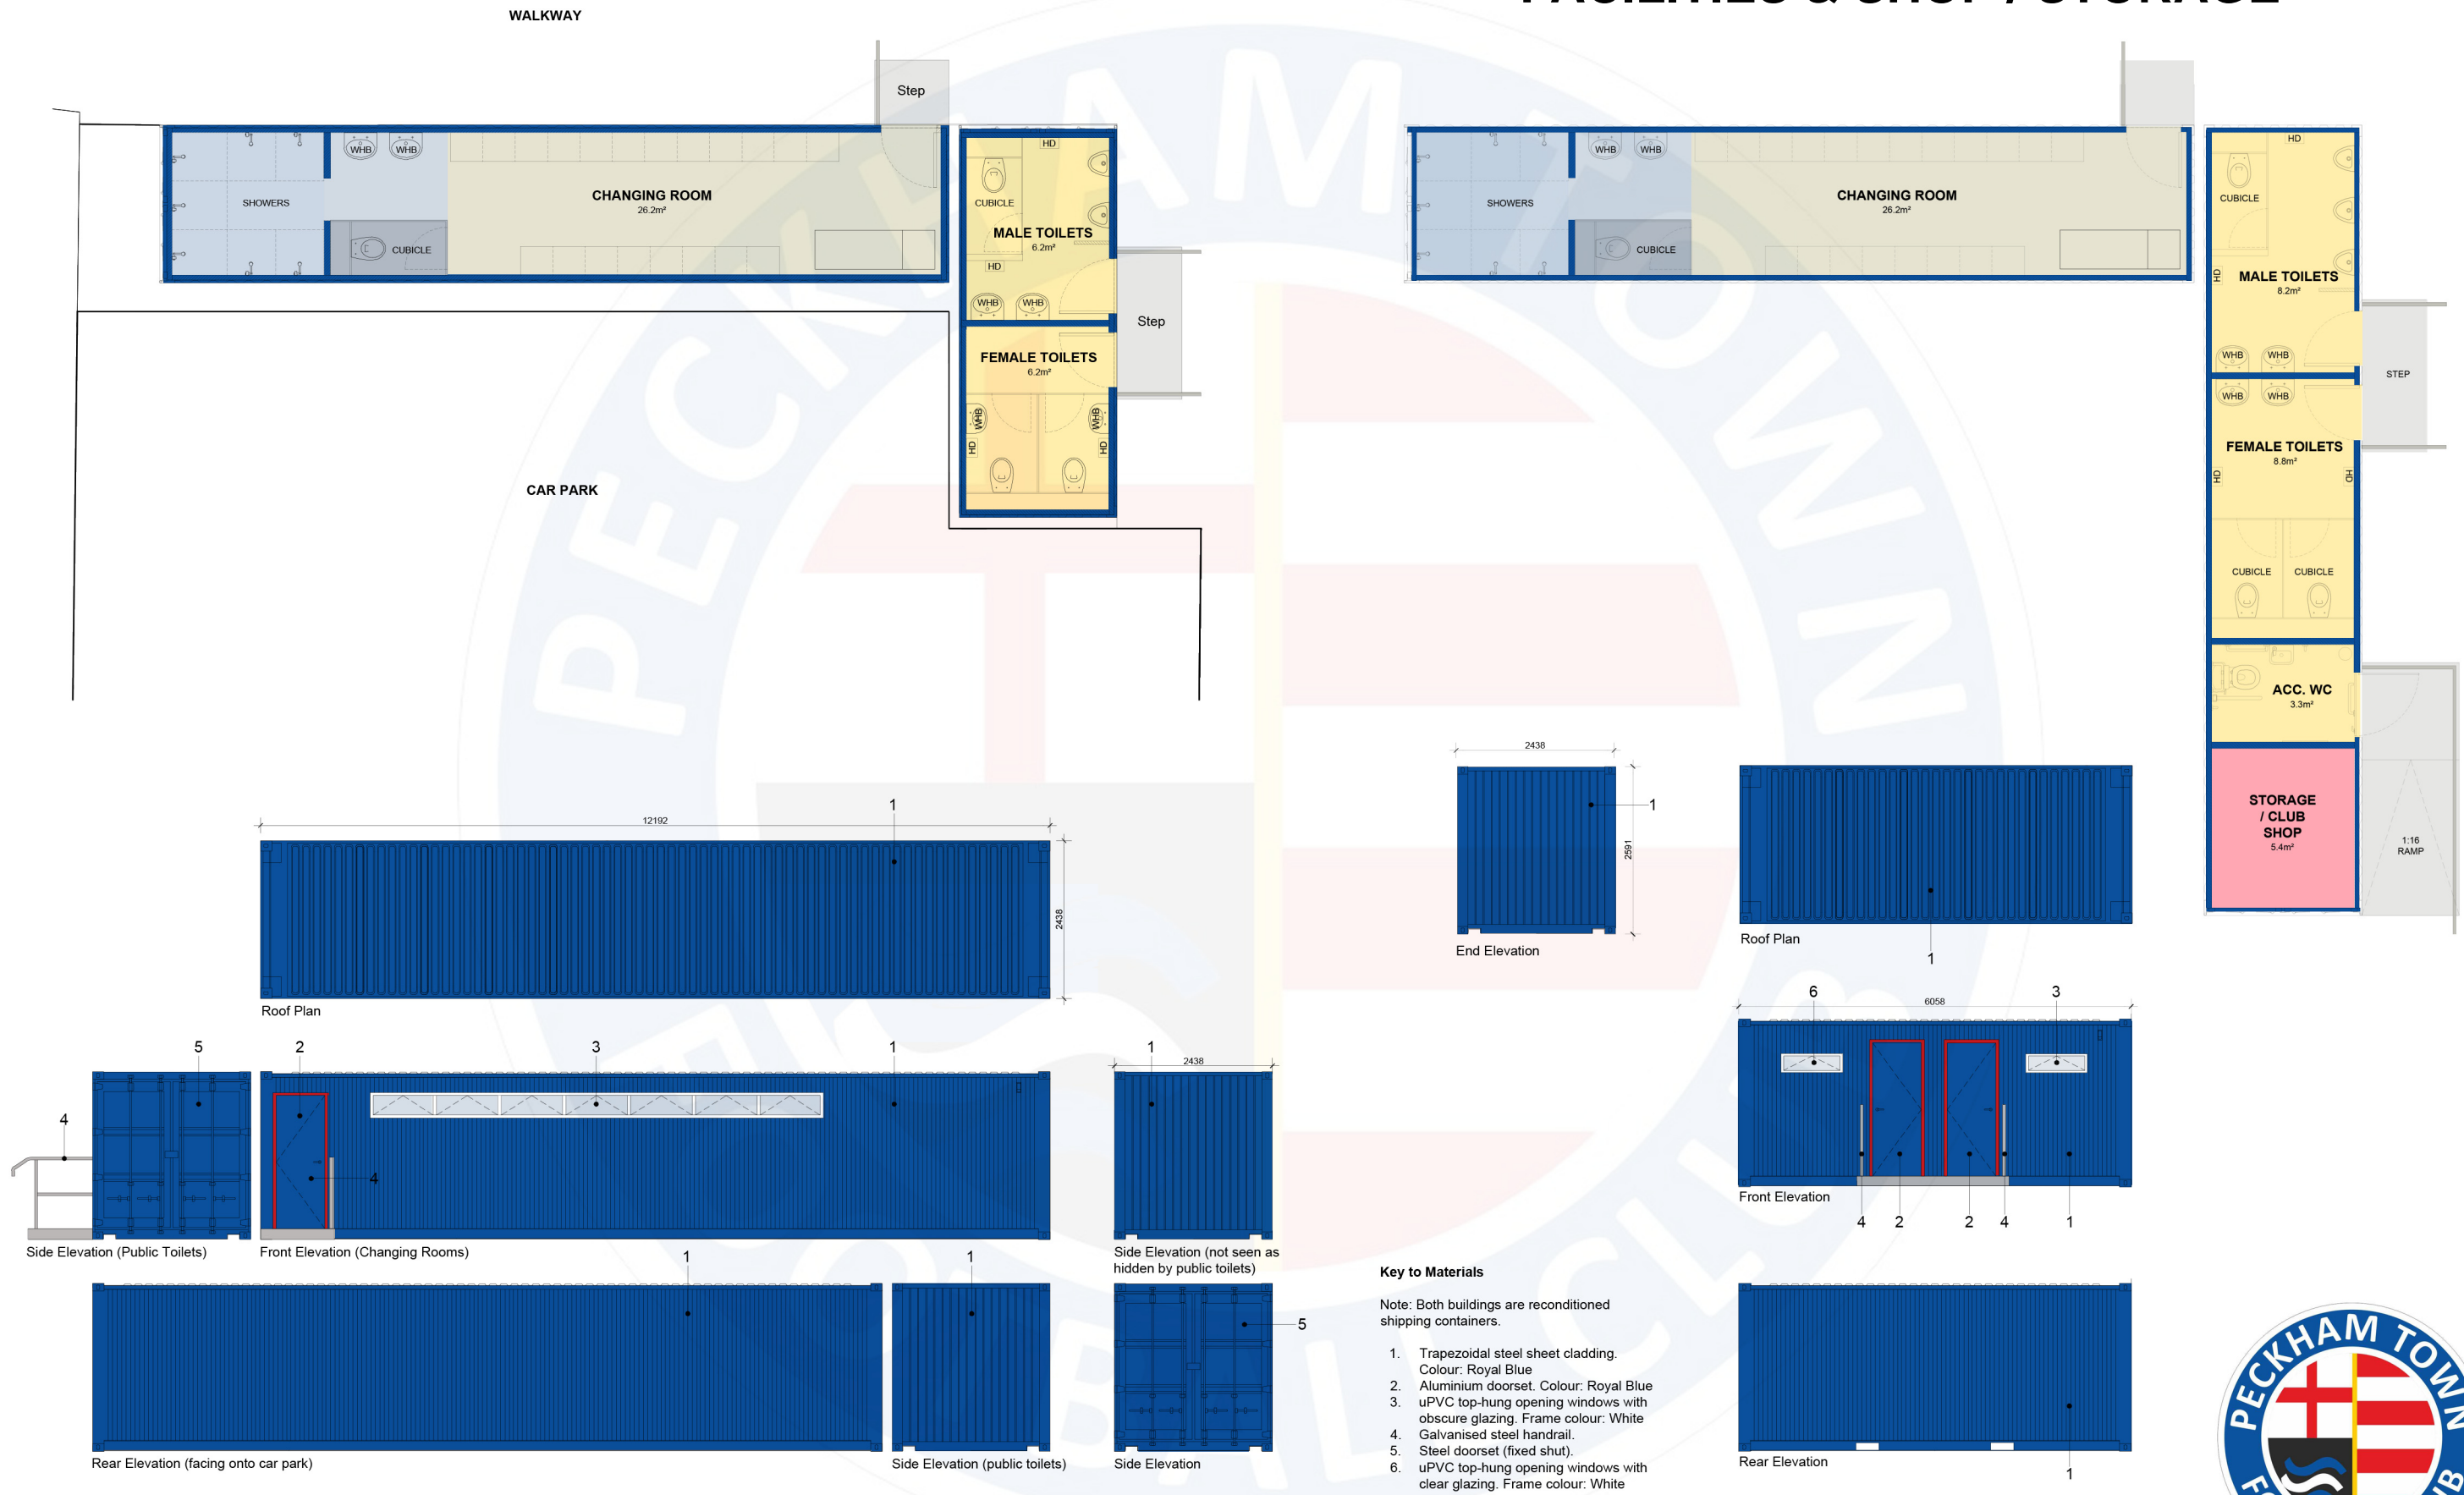 FACILITIES & SHOP / STORAGE
WALKWAY
Step
WHB
WHB
SHOWERS
CHANGING ROOM
26.2m²
CUBICLE
HD
CUBICLE
MALE TOILETS
6.2m²
HD
WHB
WHB
Step
FEMALE TOILETS
6.2m²
WHB
WHB
HD
HD
CAR PARK
WHB
WHB
SHOWERS
CHANGING ROOM
26.2m²
CUBICLE
HD
CUBICLE
HD
MALE TOILETS
8.2m²
WHB
WHB
STEP
WHB
WHB
FEMALE TOILETS
8.8m²
HD
HD
CUBICLE
CUBICLE
ACC. WC
3.3m²
STORAGE
/ CLUB
SHOP
5.4m²
1:16
RAMP
12192
1
2438
Roof Plan
2438
1
2591
End Elevation
Roof Plan
1
4
5
Side Elevation (Public Toilets)
2
3
1
4
Front Elevation (Changing Rooms)
1
2438
Side Elevation (not seen as
hidden by public toilets)
6
6058
3
Front Elevation
4
2
2
4
1
1
Rear Elevation (facing onto car park)
1
Side Elevation (public toilets)
5
Side Elevation
Key to Materials
Note: Both buildings are reconditioned
shipping containers.
1. Trapezoidal steel sheet cladding.
Colour: Royal Blue
2. Aluminium doorset. Colour: Royal Blue
3. uPVC top-hung opening windows with
obscure glazing. Frame colour: White
4. Galvanised steel handrail.
5. Steel doorset (fixed shut).
6. uPVC top-hung opening windows with
clear glazing. Frame colour: White
Rear Elevation
1
PECKHAM TOWN
PECKHAM TOWN